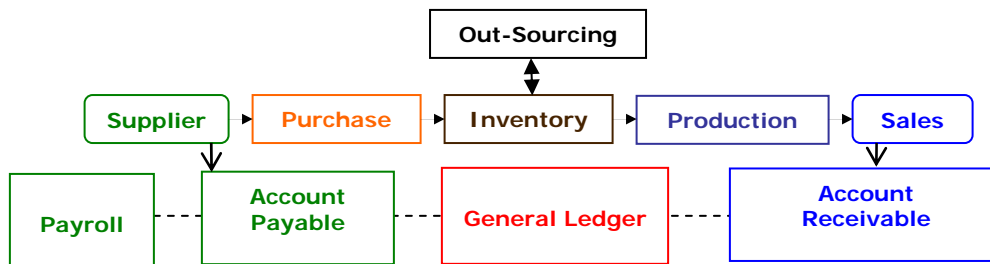 Out-Sourcing
Supplier
Purchase
Inventory
Production
Sales
Payroll
Account
Payable
General Ledger
Account
Receivable